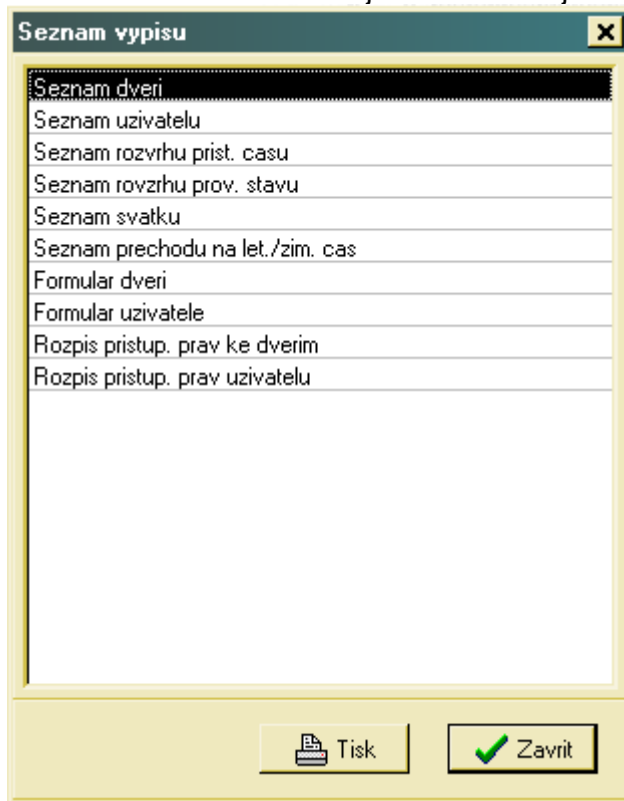 Seznam vypisu
Seznam dveri
Seznam uzivatelu
Seznam rozvrhu prist. casu
Seznam rovzrhu prov. stavu
Seznam svatku
Seznam prechodu na let./zim. cas
Formular dveri
Formular uzivatele
Rozpis pristup. prav ke dverim
Rozpis pristup. prav uzivatelu
Tisk
Zavrit